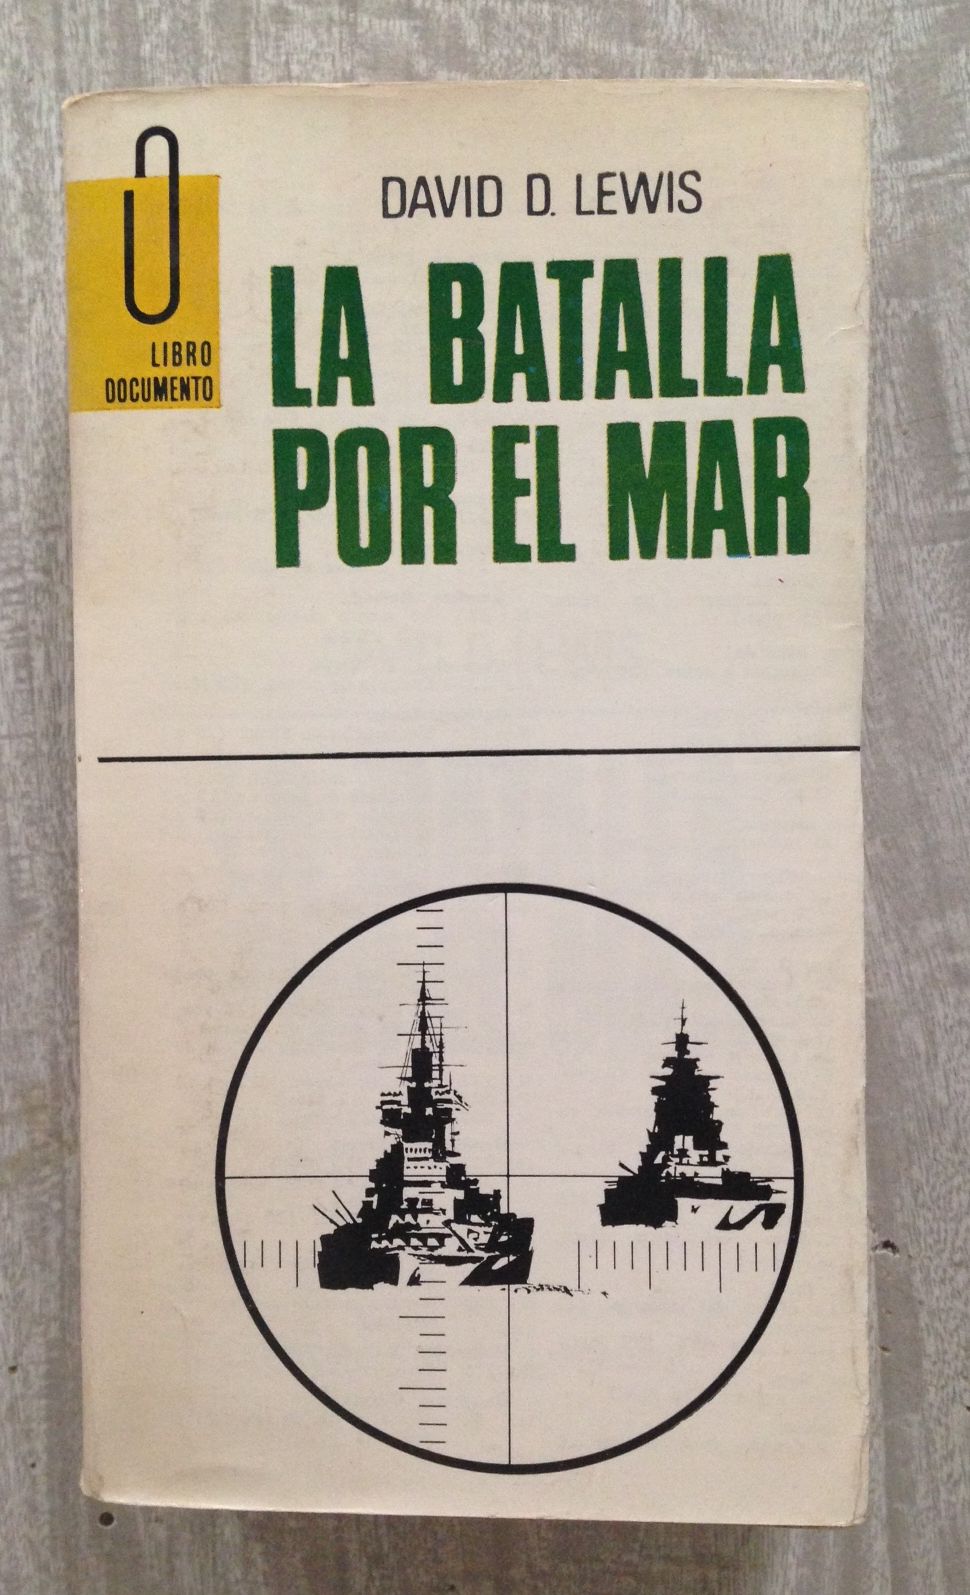 LIBRO
DOCUMENTO
DAVID D. LEWIS
LA BATALLA
POR EL MAR